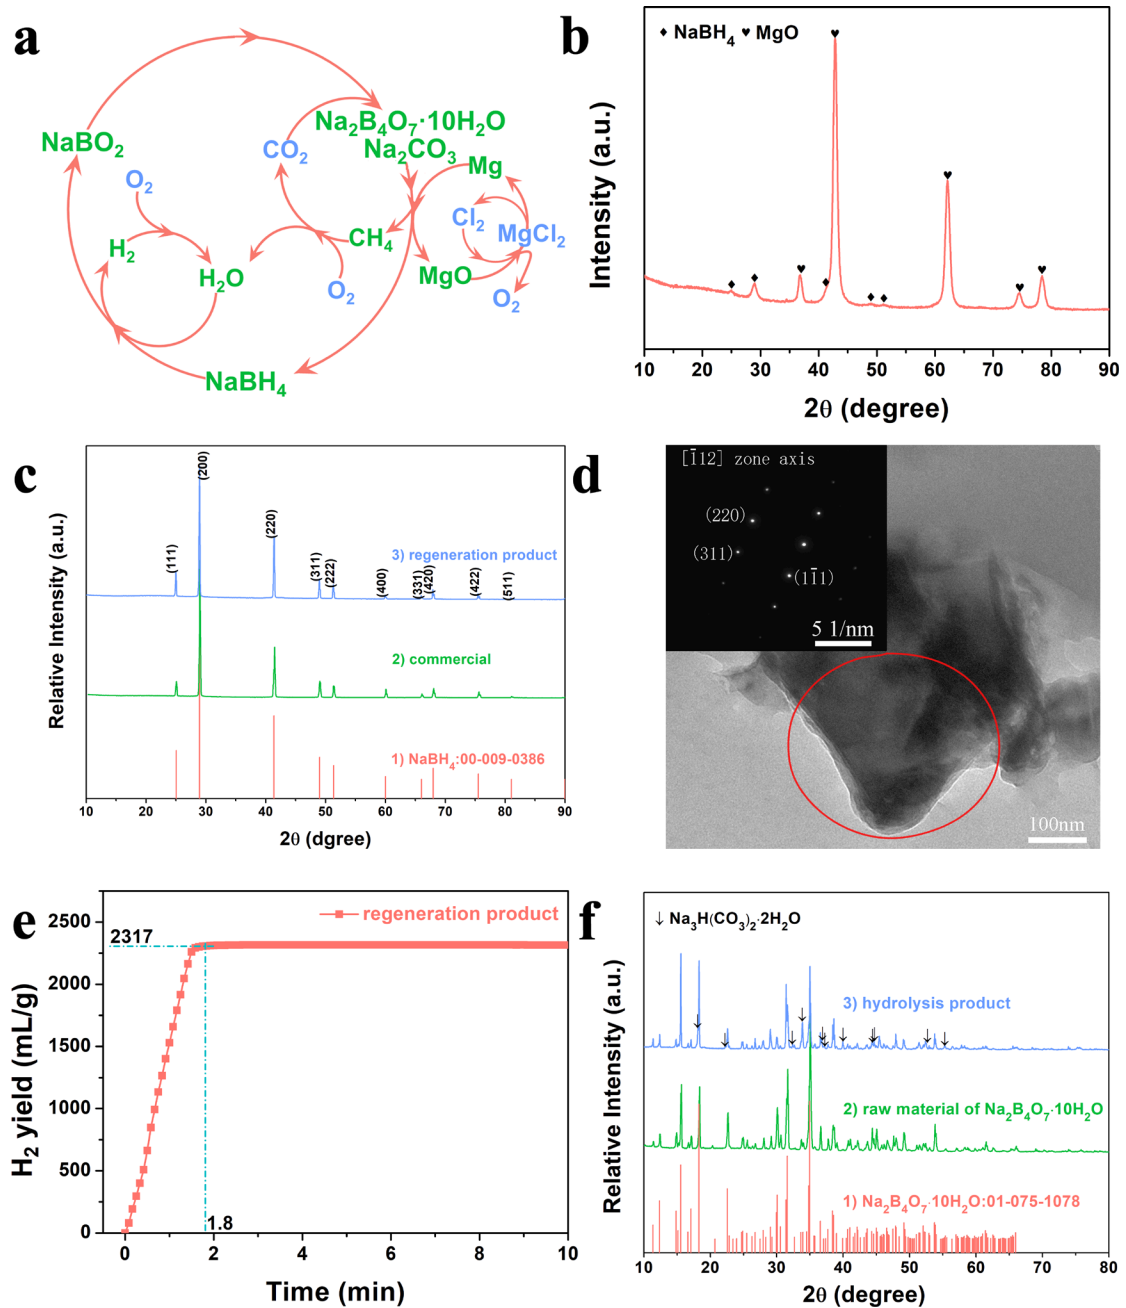 a
NaBO2
O2
H2
H2O
NaBH4
CO2
Na2B4O7·10H2O
Na2CO3
Mg
Cl2
MgCl2
CH4
MgO
O2
O2
b
♦ NaBH4 ♥ MgO
Intensity (a.u.)
10 20 30 40 50 60 70 80 90
2θ (degree)
c
(111)
(200)
(220)
(311)
(222)
(400)
(331)
(420)
(422)
(511)
3) regeneration product
2) commercial
1) NaBH4:00-009-0386
Relative Intensity (a.u.)
10 20 30 40 50 60 70 80 90
2θ (dgree)
d
[1̄12] zone axis
(220)
(311)
(11̄1)
5 1/nm
100nm
e
regeneration product
2317
1.8
H2 yield (mL/g)
2500
2000
1500
1000
500
0
0 2 4 6 8 10
Time (min)
f
↓ Na3H(CO3)2·2H2O
3) hydrolysis product
2) raw material of Na2B4O7·10H2O
1) Na2B4O7·10H2O:01-075-1078
Relative Intensity (a.u.)
10 20 30 40 50 60 70 80
2θ (degree)